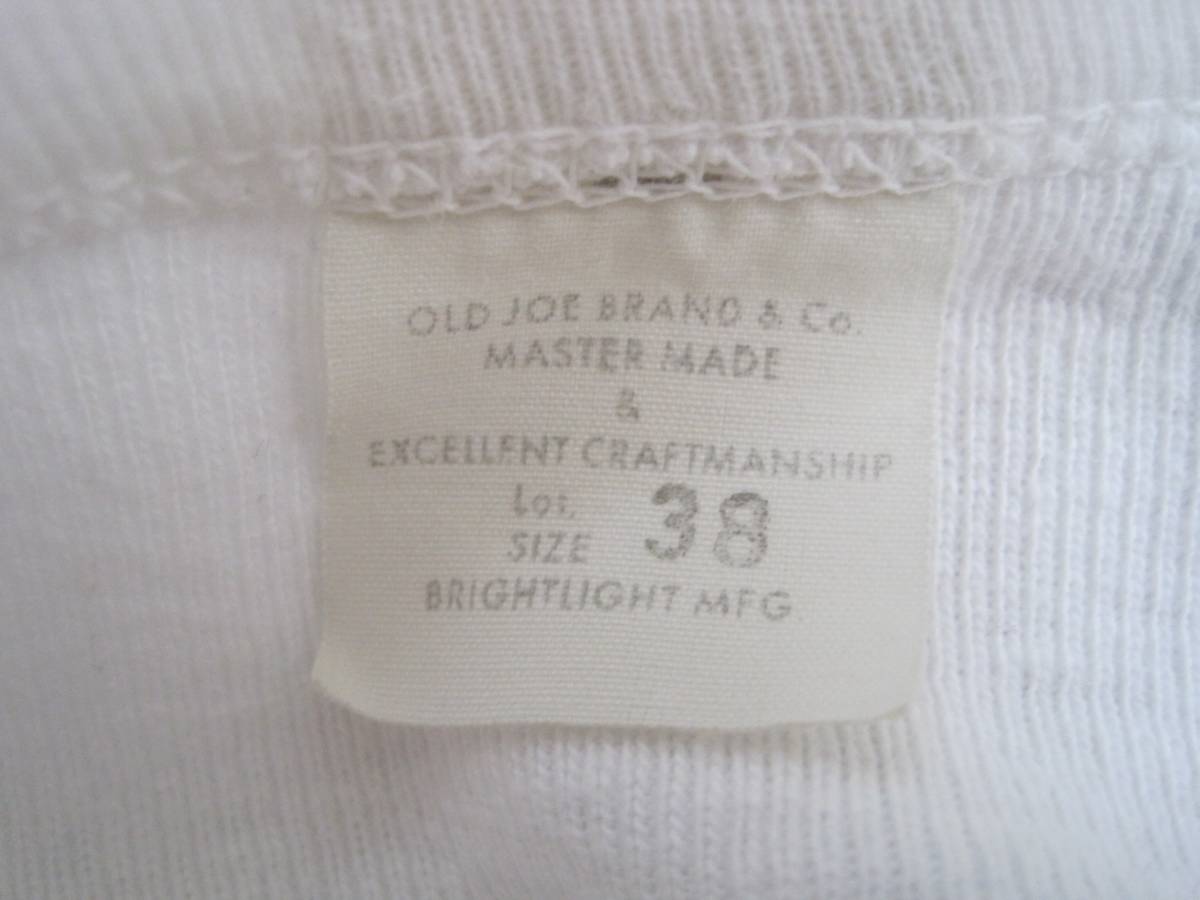 OLD JOE BRAND & Co.
MASTER MADE
&
EXCELLENT CRAFTMANSHIP
Lot.
SIZE 38
BRIGHTLIGHT MFG.